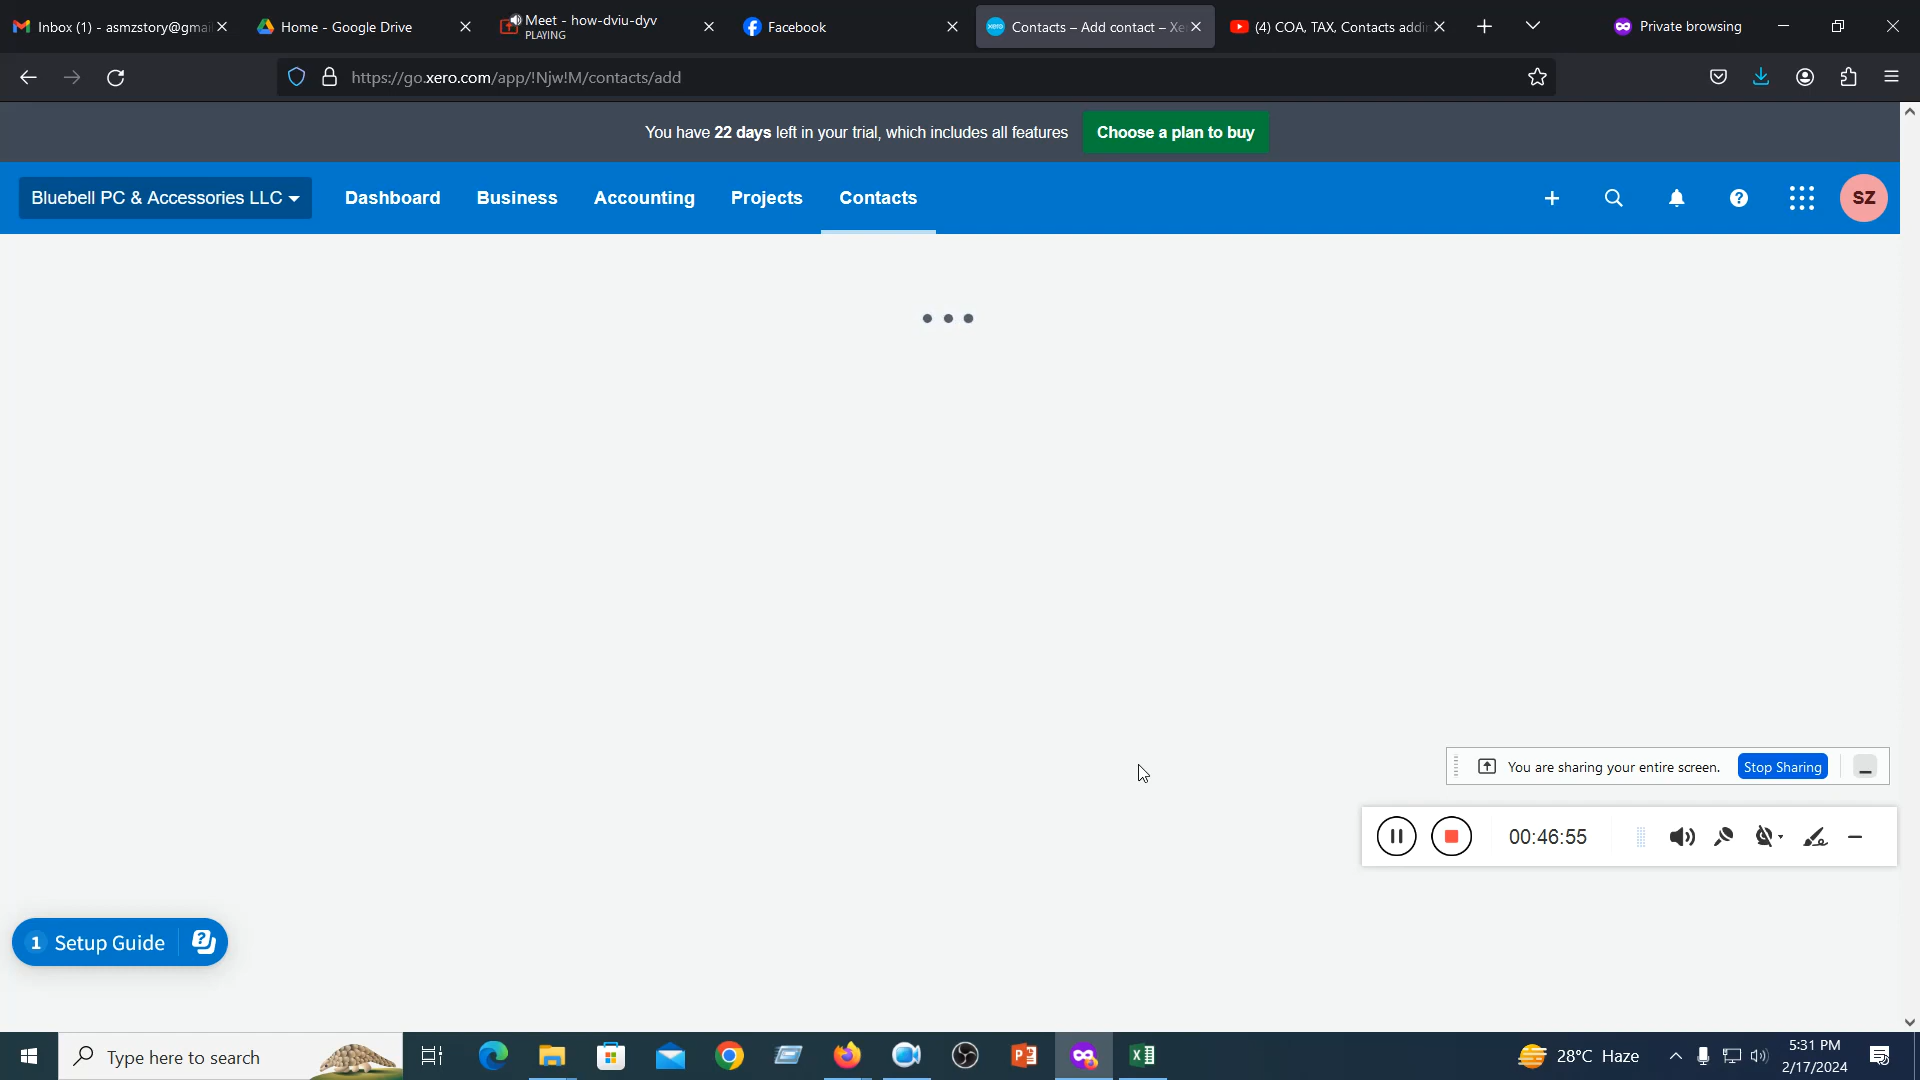 Inbox (1) - asmzstory@gmai
Home - Google Drive
Meet - how-dviu-dyv
PLAYING
Facebook
Contacts – Add contact – Xe
(4) COA, TAX, Contacts addi
Private browsing
https://go.xero.com/app/!Njw!M/contacts/add
You have 22 days left in your trial, which includes all features
Choose a plan to buy
Bluebell PC & Accessories LLC
Dashboard
Business
Accounting
Projects
Contacts
SZ
You are sharing your entire screen.
Stop Sharing
00:46:55
1 Setup Guide
Type here to search
28°C Haze
5:31 PM
2/17/2024